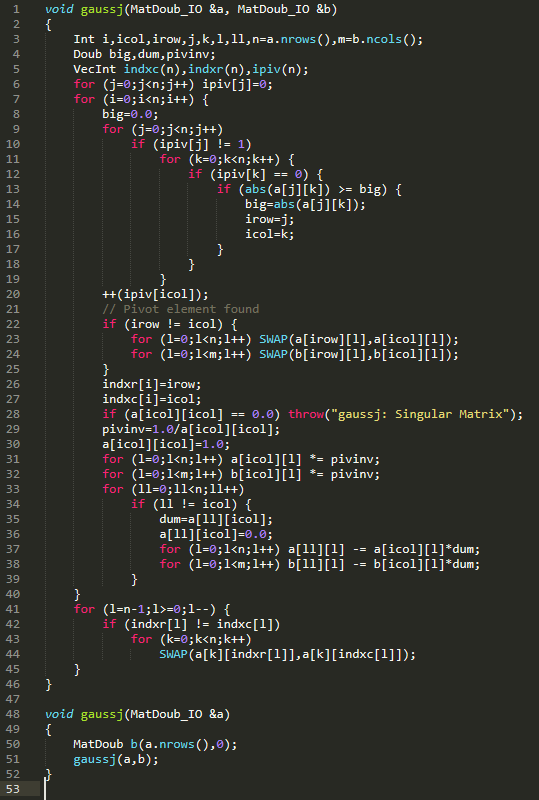 1 void gaussj(MatDoub_IO &a, MatDoub_IO &b)
2 {
3     Int i,icol,irow,j,k,l,ll,n=a.nrows(),m=b.ncols();
4     Doub big,dum,pivinv;
5     VecInt indxc(n),indxr(n),ipiv(n);
6     for (j=0;j<n;j++) ipiv[j]=0;
7     for (i=0;i<n;i++) {
8         big=0.0;
9         for (j=0;j<n;j++)
10             if (ipiv[j] != 1)
11                 for (k=0;k<n;k++) {
12                     if (ipiv[k] == 0) {
13                         if (abs(a[j][k]) >= big) {
14                             big=abs(a[j][k]);
15                             irow=j;
16                             icol=k;
17                         }
18                     }
19                 }
20         ++(ipiv[icol]);
21         // Pivot element found
22         if (irow != icol) {
23             for (l=0;l<n;l++) SWAP(a[irow][l],a[icol][l]);
24             for (l=0;l<m;l++) SWAP(b[irow][l],b[icol][l]);
25         }
26         indxr[i]=irow;
27         indxc[i]=icol;
28         if (a[icol][icol] == 0.0) throw("gaussj: Singular Matrix");
29         pivinv=1.0/a[icol][icol];
30         a[icol][icol]=1.0;
31         for (l=0;l<n;l++) a[icol][l] *= pivinv;
32         for (l=0;l<m;l++) b[icol][l] *= pivinv;
33         for (ll=0;ll<n;ll++)
34             if (ll != icol) {
35                 dum=a[ll][icol];
36                 a[ll][icol]=0.0;
37                 for (l=0;l<n;l++) a[ll][l] -= a[icol][l]*dum;
38                 for (l=0;l<m;l++) b[ll][l] -= b[icol][l]*dum;
39             }
40     }
41     for (l=n-1;l>=0;l--) {
42         if (indxr[l] != indxc[l])
43             for (k=0;k<n;k++)
44                 SWAP(a[k][indxr[l]],a[k][indxc[l]]);
45     }
46 }
47
48 void gaussj(MatDoub_IO &a)
49 {
50     MatDoub b(a.nrows(),0);
51     gaussj(a,b);
52 }
53